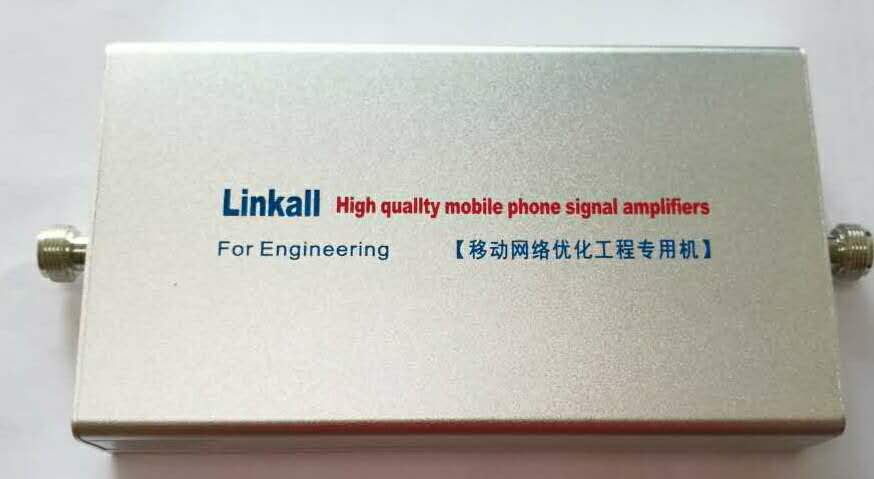 Linkall High quallty mobile phone signal amplifiers
For Engineering 【移动网络优化工程专用机】